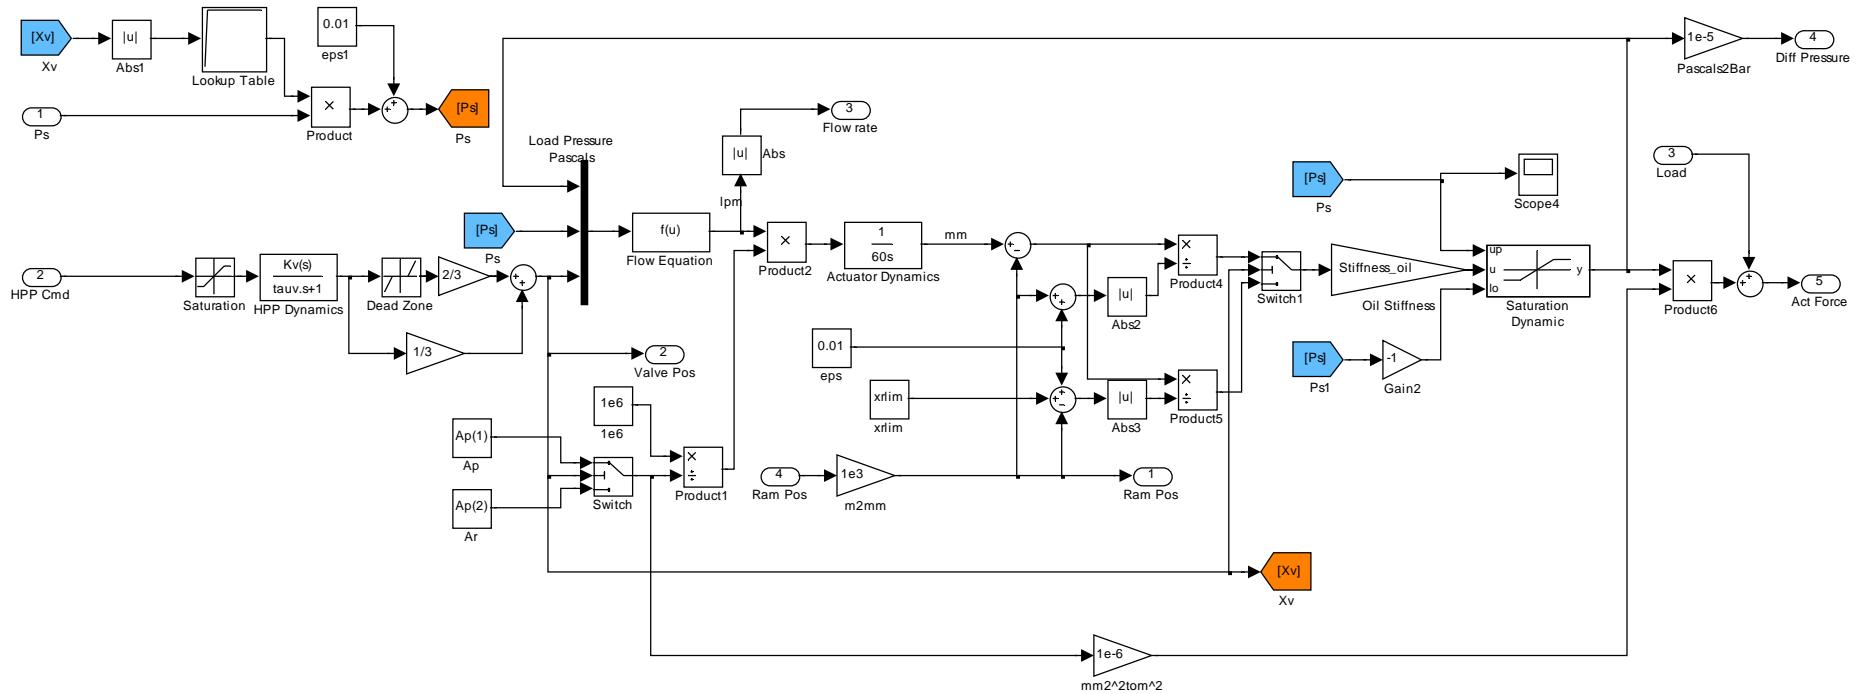 [Xv]
Xv
|u|
Abs1
Lookup Table
0.01
eps1
1
Ps
×
Product
+
+
[Ps]
Ps
1e-5
Pascals2Bar
4
Diff Pressure
3
Flow rate
|u|
Abs
lpm
Load Pressure
Pascals
[Ps]
Ps
f(u)
Flow Equation
×
Product2
1
60s
Actuator Dynamics
mm
+
−
2
HPP Cmd
Saturation
Kv(s)
tauv.s+1
HPP Dynamics
Dead Zone
2/3
+
+
1/3
2
Valve Pos
+
+
|u|
Abs2
×
÷
Product4
Switch1
Stiffness_oil
Oil Stiffness
[Ps]
Ps
Scope4
up
u
lo
y
Saturation
Dynamic
3
Load
×
Product6
+
+
5
Act Force
0.01
eps
[Ps]
Ps1
-1
Gain2
xrlim
xrlim
+
+
−
|u|
Abs3
×
÷
Product5
1e6
1e6
Ap(1)
Ap
Ap(2)
Ar
Switch
×
÷
Product1
4
Ram Pos
1e3
m2mm
1
Ram Pos
[Xv]
Xv
1e-6
mm2^2tom^2